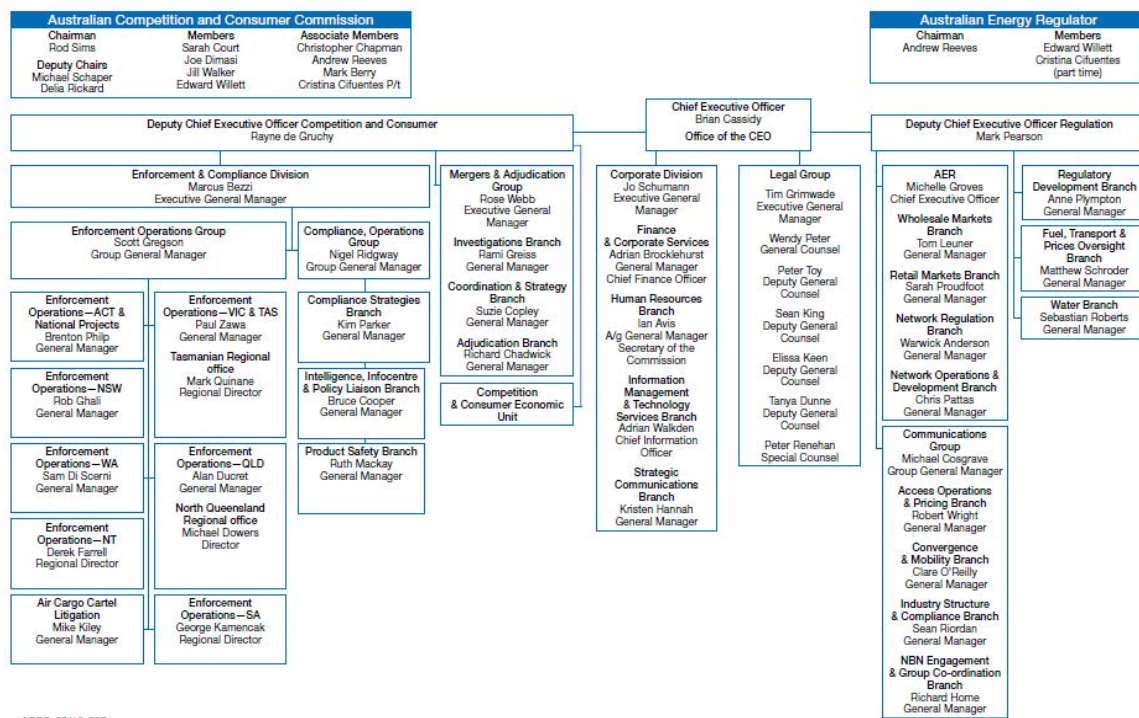 Australian Competition and Consumer Commission
Chairman
Rod Sims
Deputy Chairs
Michael Schaper
Delia Rickard
Members
Sarah Court
Joe Dimasi
Jill Walker
Edward Willett
Associate Members
Christopher Chapman
Andrew Reeves
Mark Berry
Cristina Cifuentes P/t
Australian Energy Regulator
Chairman
Andrew Reeves
Members
Edward Willett
Cristina Cifuentes
(part time)
Chief Executive Officer
Brian Cassidy
Office of the CEO
Deputy Chief Executive Officer Competition and Consumer
Rayne de Gruchy
Deputy Chief Executive Officer Regulation
Mark Pearson
Enforcement & Compliance Division
Marcus Bezzi
Executive General Manager
Enforcement Operations Group
Scott Gregson
Group General Manager
Enforcement
Operations—ACT &
National Projects
Brenton Philp
General Manager
Enforcement
Operations—NSW
Rob Ghali
General Manager
Enforcement
Operations—WA
Sam Di Scerni
General Manager
Enforcement
Operations—NT
Derek Farrell
Regional Director
Air Cargo Cartel
Litigation
Mike Kiley
General Manager
Enforcement
Operations—VIC & TAS
Paul Zawa
General Manager
Tasmanian Regional
office
Mark Quinane
Regional Director
Enforcement
Operations—QLD
Alan Ducret
General Manager
North Queensland
Regional office
Michael Dowers
Director
Enforcement
Operations—SA
George Kamencak
Regional Director
Compliance, Operations
Group
Nigel Ridgway
Group General Manager
Compliance Strategies
Branch
Kim Parker
General Manager
Intelligence, Infocentre
& Policy Liaison Branch
Bruce Cooper
General Manager
Product Safety Branch
Ruth Mackay
General Manager
Mergers & Adjudication
Group
Rose Webb
Executive General
Manager
Investigations Branch
Rami Greiss
General Manager
Coordination & Strategy
Branch
Suzie Copley
General Manager
Adjudication Branch
Richard Chadwick
General Manager
Competition
& Consumer Economic
Unit
Corporate Division
Jo Schumann
Executive General
Manager
Finance
& Corporate Services
Adrian Brocklehurst
General Manager
Chief Finance Officer
Human Resources
Branch
Ian Avis
A/g General Manager
Secretary of the
Commission
Information
Management
& Technology
Services Branch
Adrian Walkden
Chief Information
Officer
Strategic
Communications
Branch
Kristen Hannah
General Manager
Legal Group
Tim Grimwade
Executive General
Manager
Wendy Peter
General Counsel
Peter Toy
Deputy General
Counsel
Sean King
Deputy General
Counsel
Elissa Keen
Deputy General
Counsel
Tanya Dunne
Deputy General
Counsel
Peter Renehan
Special Counsel
AER
Michelle Groves
Chief Executive Officer
Wholesale Markets
Branch
Tom Leuner
General Manager
Retail Markets Branch
Sarah Proudfoot
General Manager
Network Regulation
Branch
Warwick Anderson
General Manager
Network Operations &
Development Branch
Chris Pattas
General Manager
Communications
Group
Michael Cosgrave
Group General Manager
Access Operations
& Pricing Branch
Robert Wright
General Manager
Convergence
& Mobility Branch
Clare O'Reilly
General Manager
Industry Structure
& Compliance Branch
Sean Riordan
General Manager
NBN Engagement
& Group Co-ordination
Branch
Richard Home
General Manager
Regulatory
Development Branch
Anne Plympton
General Manager
Fuel, Transport &
Prices Oversight
Branch
Matthew Schroder
General Manager
Water Branch
Sebastian Roberts
General Manager